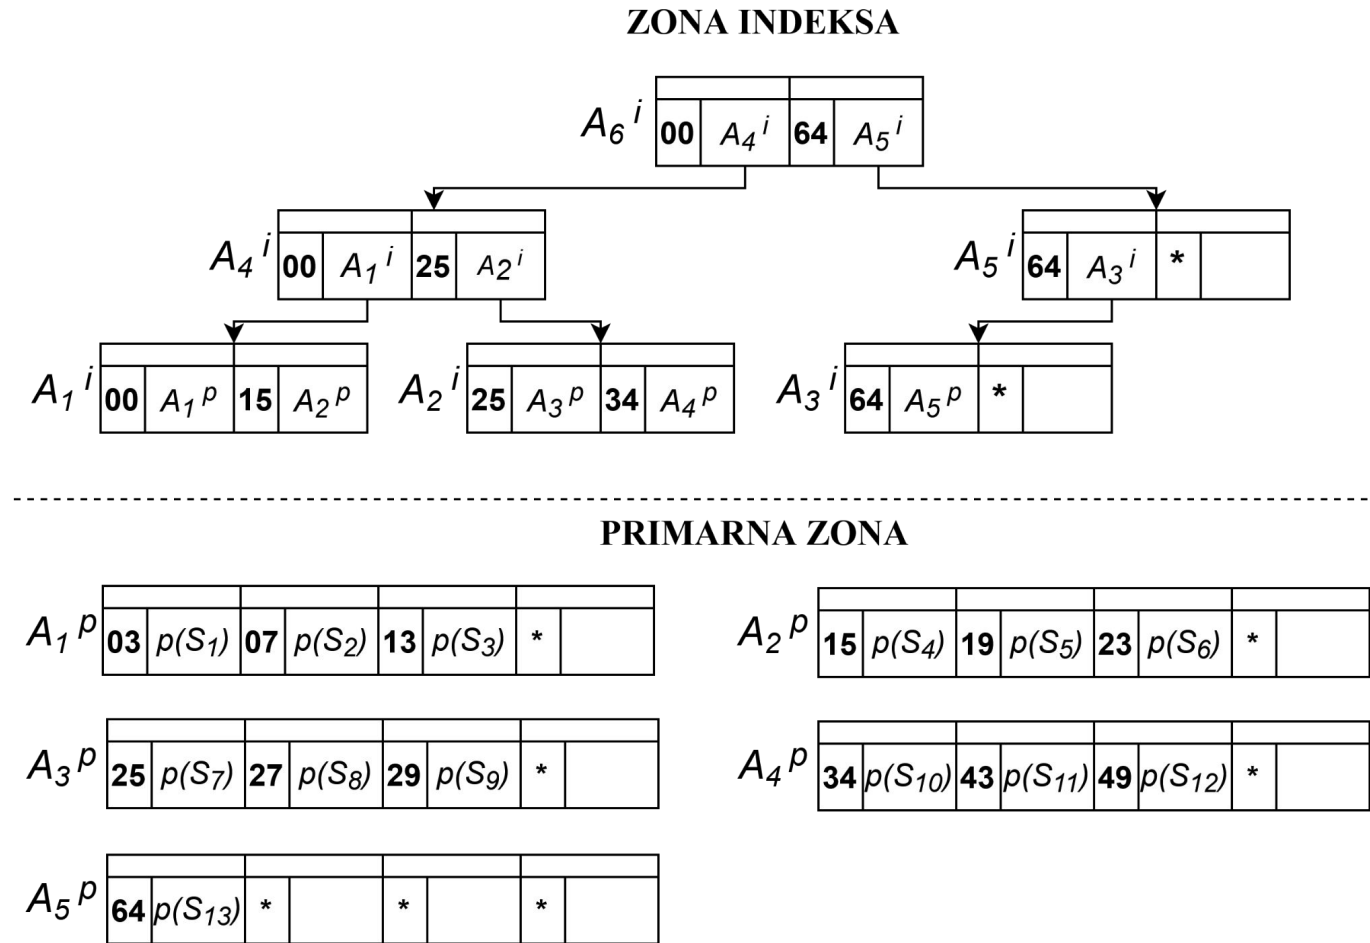 ZONA INDEKSA
A₆ⁱ 00 A₄ⁱ 64 A₅ⁱ
A₄ⁱ 00 A₁ⁱ 25 A₂ⁱ
A₅ⁱ 64 A₃ⁱ *
A₁ⁱ 00 A₁ᵖ 15 A₂ᵖ
A₂ⁱ 25 A₃ᵖ 34 A₄ᵖ
A₃ⁱ 64 A₅ᵖ *
PRIMARNA ZONA
A₁ᵖ 03 p(S₁) 07 p(S₂) 13 p(S₃) *
A₂ᵖ 15 p(S₄) 19 p(S₅) 23 p(S₆) *
A₃ᵖ 25 p(S₇) 27 p(S₈) 29 p(S₉) *
A₄ᵖ 34 p(S₁₀) 43 p(S₁₁) 49 p(S₁₂) *
A₅ᵖ 64 p(S₁₃) * * *